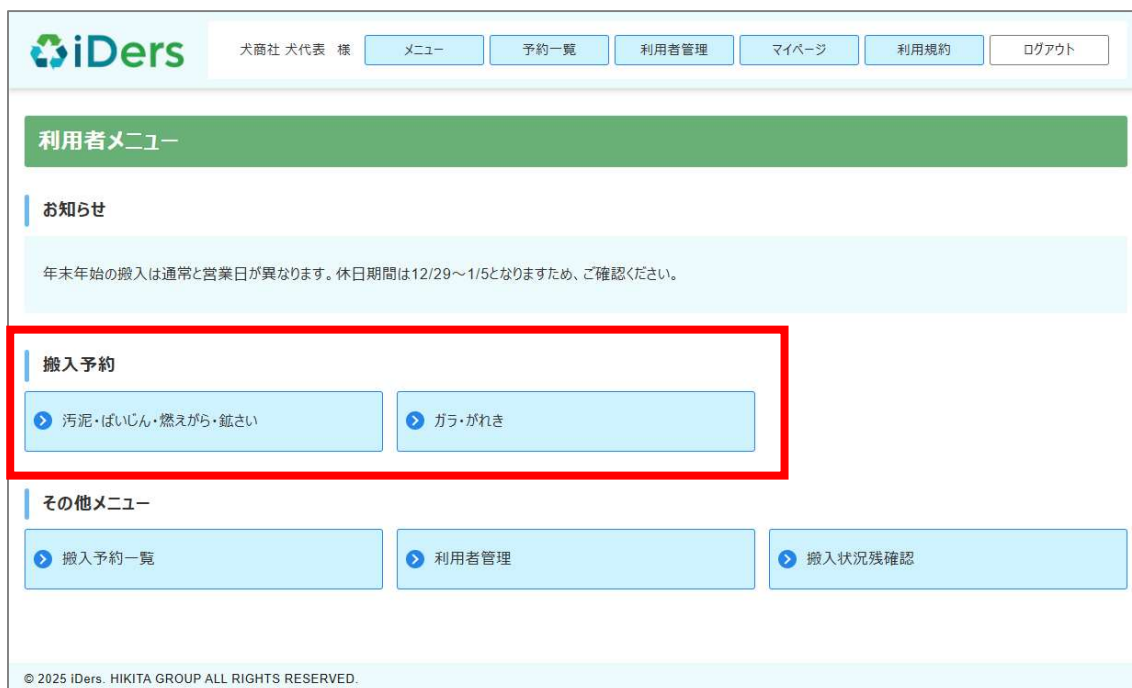 iDers
犬商社 犬代表 様 メニュー 予約一覧 利用者管理 マイページ 利用規約 ログアウト
利用者メニュー
お知らせ
年末年始の搬入は通常と営業日が異なります。休日期間は12/29～1/5となりますため、ご確認ください。
搬入予約
汚泥・ばいじん・燃えがら・鉱さい ガラ・がれき
その他メニュー
搬入予約一覧 利用者管理 搬入状況残確認
© 2025 iDers. HIKITA GROUP ALL RIGHTS RESERVED.